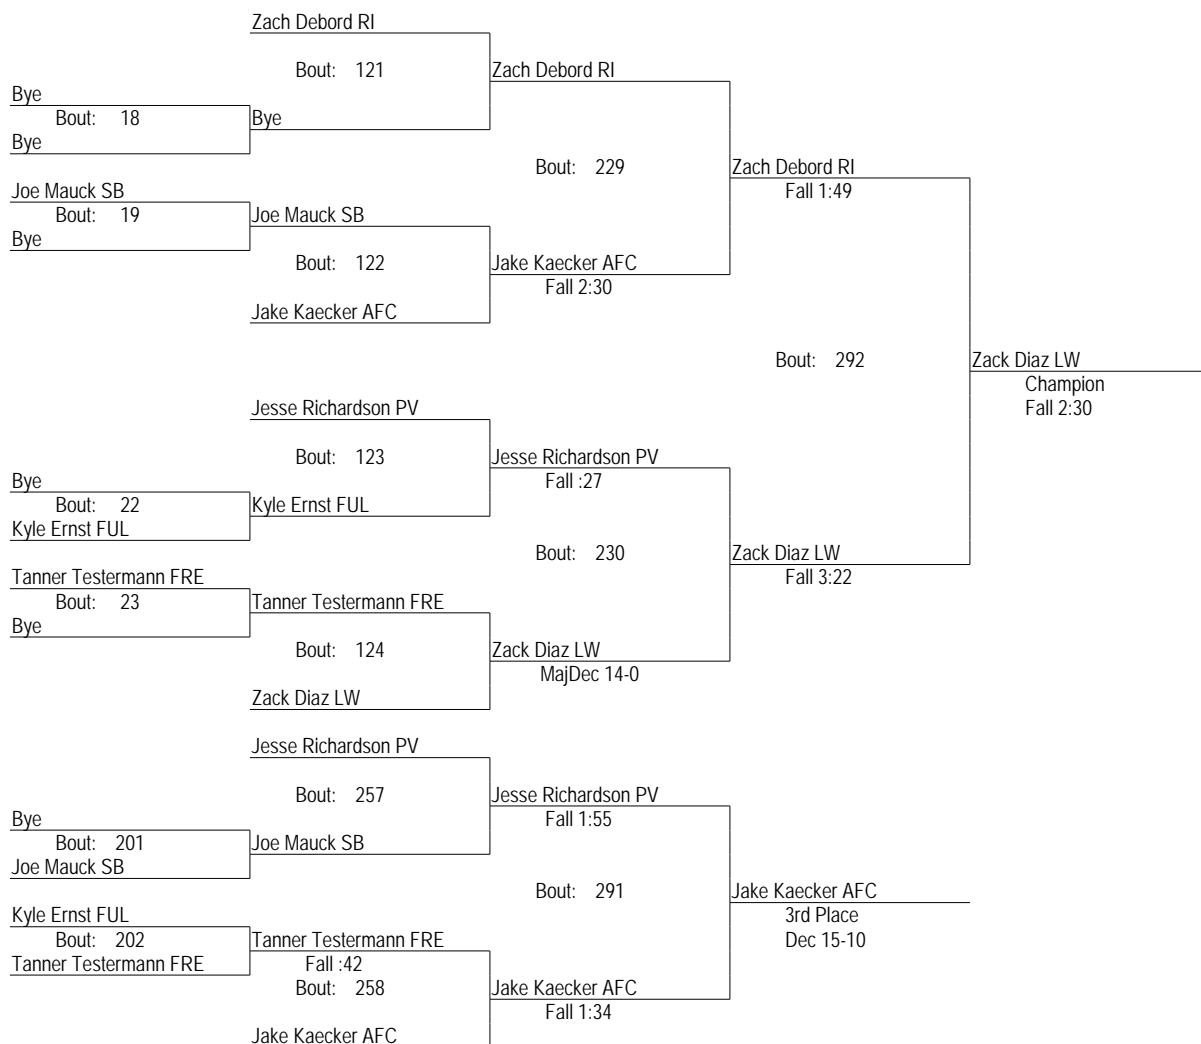 Zach Debord RI
Bout: 121
Zach Debord RI
Bye
Bout: 18
Bye
Bye
Bout: 229
Zach Debord RI
Fall 1:49
Joe Mauck SB
Bout: 19
Joe Mauck SB
Bye
Bout: 122
Jake Kaecker AFC
Fall 2:30
Jake Kaecker AFC
Bout: 292
Zack Diaz LW
Champion
Fall 2:30
Jesse Richardson PV
Bout: 123
Jesse Richardson PV
Fall :27
Bye
Bout: 22
Kyle Ernst FUL
Kyle Ernst FUL
Bout: 230
Zack Diaz LW
Fall 3:22
Tanner Testermann FRE
Bout: 23
Tanner Testermann FRE
Bye
Bout: 124
Zack Diaz LW
MajDec 14-0
Zack Diaz LW
Jesse Richardson PV
Bout: 257
Jesse Richardson PV
Fall 1:55
Bye
Bout: 201
Joe Mauck SB
Joe Mauck SB
Bout: 291
Jake Kaecker AFC
3rd Place
Dec 15-10
Kyle Ernst FUL
Bout: 202
Tanner Testermann FRE
Tanner Testermann FRE
Fall :42
Bout: 258
Jake Kaecker AFC
Fall 1:34
Jake Kaecker AFC